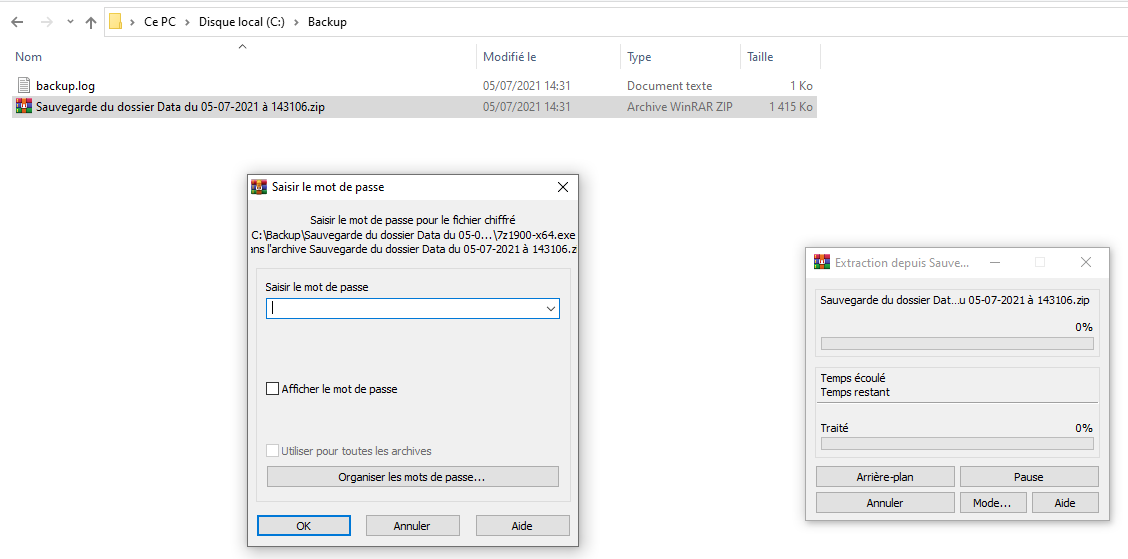 Ce PC > Disque local (C:) > Backup
Nom Modifié le Type Taille
backup.log 05/07/2021 14:31 Document texte 1 Ko
Sauvegarde du dossier Data du 05-07-2021 à 143106.zip 05/07/2021 14:31 Archive WinRAR ZIP 1 415 Ko
Saisir le mot de passe
Saisir le mot de passe pour le fichier chiffré
C:\Backup\Sauvegarde du dossier Data du 05-0...\7z1900-x64.exe
ans l'archive Sauvegarde du dossier Data du 05-07-2021 à 143106.z
Saisir le mot de passe
Afficher le mot de passe
Utiliser pour toutes les archives
Organiser les mots de passe...
OK Annuler Aide
Extraction depuis Sauve...
Sauvegarde du dossier Dat...u 05-07-2021 à 143106.zip
0%
Temps écoulé
Temps restant
Traité 0%
Arrière-plan Pause
Annuler Mode... Aide